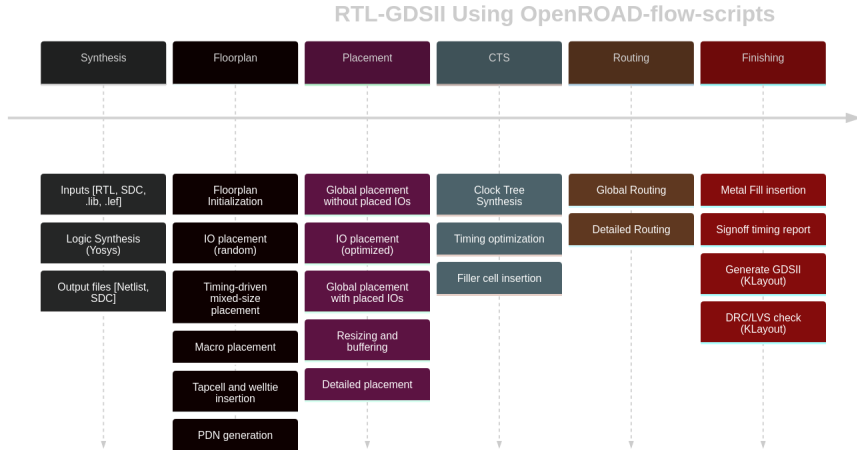 RTL-GDSII Using OpenROAD-flow-scripts
Synthesis
Floorplan
Placement
CTS
Routing
Finishing
Inputs [RTL, SDC,
.lib, .lef]
Logic Synthesis
(Yosys)
Output files [Netlist,
SDC]
Floorplan
Initialization
IO placement
(random)
Timing-driven
mixed-size
placement
Macro placement
Tapcell and welltie
insertion
PDN generation
Global placement
without placed IOs
IO placement
(optimized)
Global placement
with placed IOs
Resizing and
buffering
Detailed placement
Clock Tree
Synthesis
Timing optimization
Filler cell insertion
Global Routing
Detailed Routing
Metal Fill insertion
Signoff timing report
Generate GDSII
(KLayout)
DRC/LVS check
(KLayout)